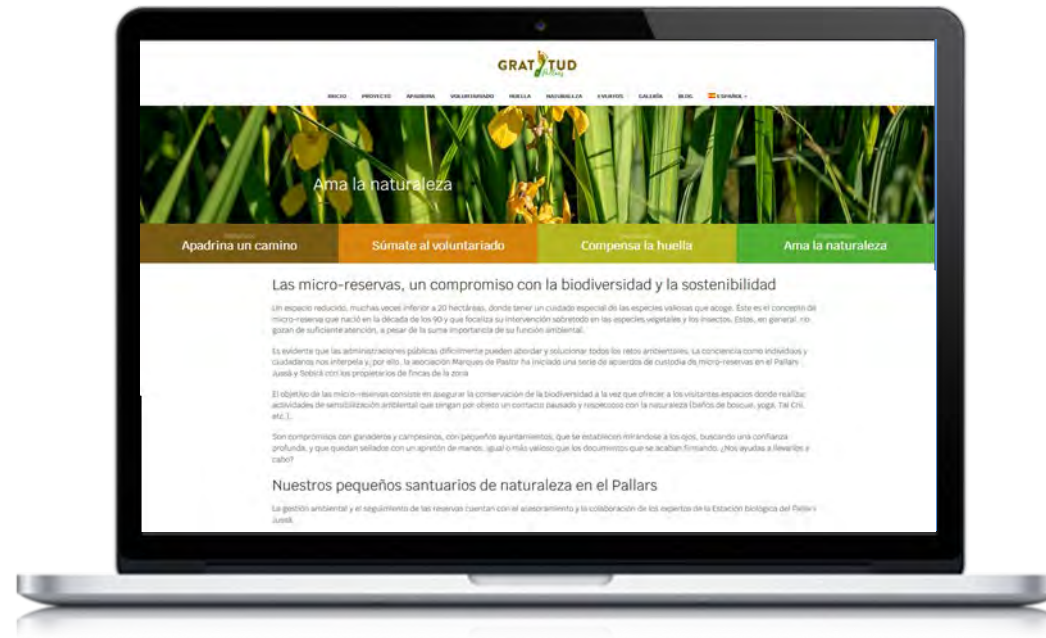 GRATITUD
Pallars
INICIO PROYECTO APADRINA VOLUNTARIADO HUELLA NATURALEZA EVENTOS GALERÍA BLOG ESPAÑOL
Ama la naturaleza
Apadrina un camino Súmate al voluntariado Compensa la huella Ama la naturaleza
Las micro-reservas, un compromiso con la biodiversidad y la sostenibilidad
Un espacio reducido, muchas veces inferior a 20 hectáreas, donde tener un cuidado especial de las especies valiosas que acoge. Éste es el concepto de
micro-reserva que nació en la década de los 90 y que focaliza su intervención sobretodo en las especies vegetales y los insectos. Estos, en general, no
gozan de suficiente atención, a pesar de la suma importancia de su función ambiental.
Es evidente que las administraciones públicas difícilmente pueden abordar y solucionar todos los retos ambientales. La conciencia como individuos y
ciudadanos nos interpela y, por ello, la asociación Marques de Pastor ha iniciado una serie de acuerdos de custodia de micro-reservas en el Pallars
Jussà y Sobirà con los propietarios de fincas de la zona
El objetivo de las micro-reservas consiste en asegurar la conservación de la biodiversidad a la vez que ofrecer a los visitantes espacios donde realizar
actividades de sensibilización ambiental que tengan por objeto un contacto pausado y respetuoso con la naturaleza (baños de bosque, yoga, Tai Chi,
etc.).
Son compromisos con ganaderos y campesinos, con pequeños ayuntamientos, que se establecen mirándose a los ojos, buscando una confianza
profunda, y que quedan sellados con un apretón de manos, igual o más valioso que los documentos que se acaban firmando. ¿Nos ayudas a llevarlos a
cabo?
Nuestros pequeños santuarios de naturaleza en el Pallars
La gestión ambiental y el seguimiento de las reservas cuentan con el asesoramiento y la colaboración de los expertos de la Estación biológica del Pallars
Jussà.